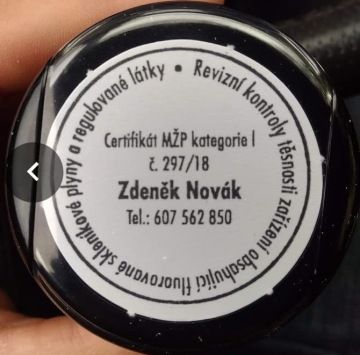 Revizní kontroly těsnosti zařízení obsahující fluorované skleníkové plyny a regulované látky •
Certifikát MŽP kategorie I
č. 297/18
Zdeněk Novák
Tel.: 607 562 850